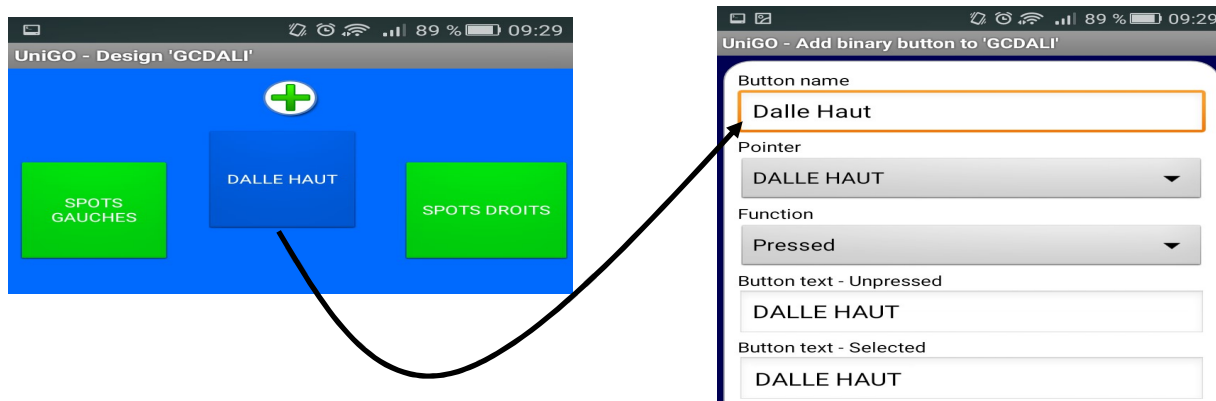 89 % 09:29
UniGO - Design 'GCDALI'
DALLE HAUT
SPOTS
GAUCHES
SPOTS DROITS
89 % 09:29
UniGO - Add binary button to 'GCDALI'
Button name
Dalle Haut
Pointer
DALLE HAUT
Function
Pressed
Button text - Unpressed
DALLE HAUT
Button text - Selected
DALLE HAUT